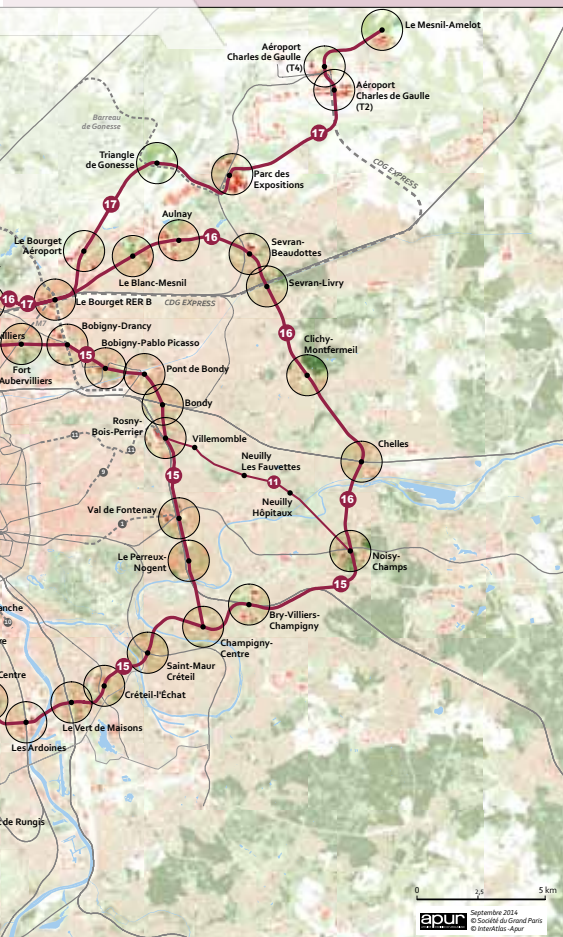 Le Mesnil-Amelot
Aéroport
Charles de Gaulle
(T4)
Aéroport
Charles de Gaulle
(T2)
Barreau
de Gonesse
17
Triangle
de Gonesse
CDG EXPRESS
Parc des
Expositions
17
Aulnay
16
Le Bourget
Aéroport
Sevran-
Beaudottes
Le Blanc-Mesnil
Sevran-Livry
16
17
Le Bourget RER B
CDG EXPRESS
M7
Bobigny-Drancy
16
illiers
15
Bobigny-Pablo Picasso
Clichy-
Montfermeil
Fort
Aubervilliers
Pont de Bondy
Bondy
Rosny-
Bois-Perrier
Villemomble
11
11
Chelles
Neuilly
Les Fauvettes
9
15
11
Neuilly
Hôpitaux
16
Val de Fontenay
1
Le Perreux-
Nogent
Noisy-
Champs
15
anche
10
Bry-Villiers-
Champigny
ve
Champigny-
Centre
15
Saint-Maur
Créteil
Centre
Créteil-l'Échat
Le Vert de Maisons
Les Ardoines
t de Rungis
0
2,5
5 km
apur
Septembre 2014
© Société du Grand Paris
© InterAtlas -Apur